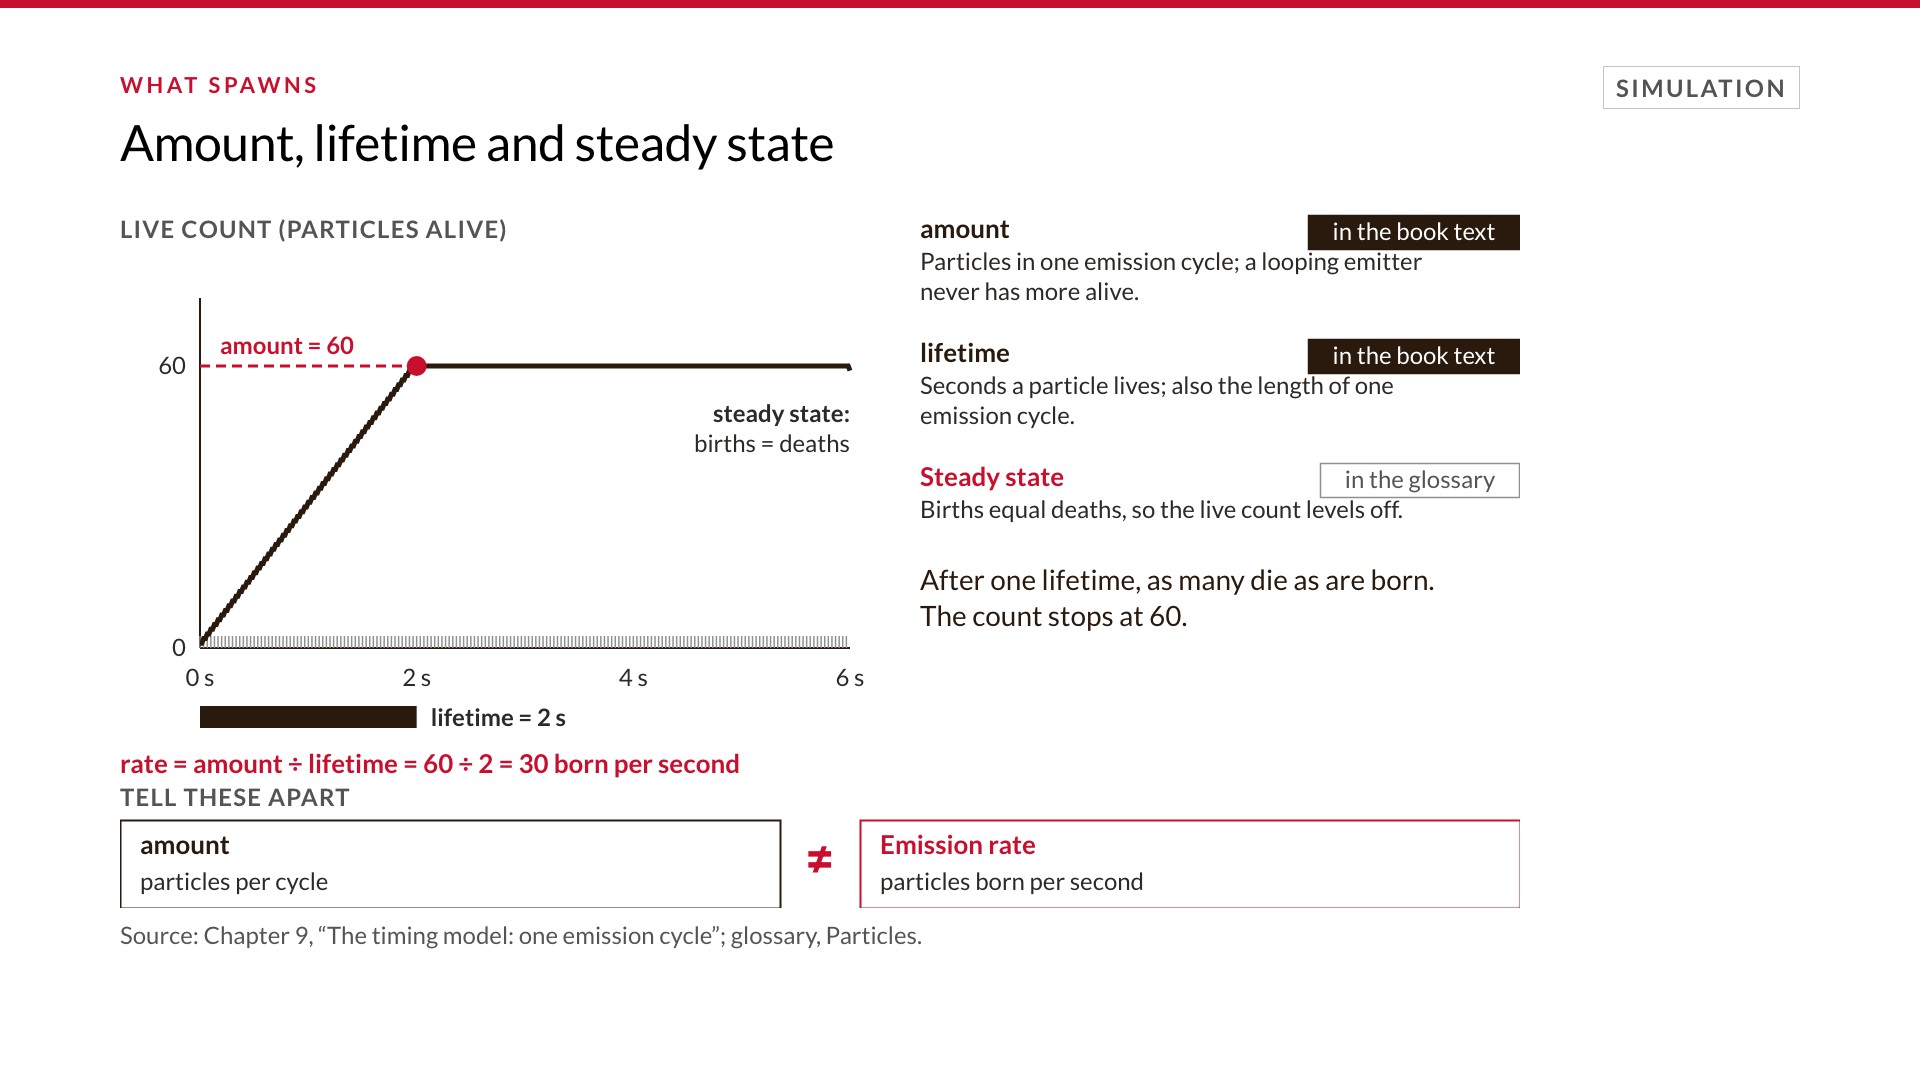 WHAT SPAWNS
SIMULATION
Amount, lifetime and steady state
LIVE COUNT (PARTICLES ALIVE)
amount = 60
60
steady state:
births = deaths
0
0 s
2 s
4 s
6 s
lifetime = 2 s
rate = amount ÷ lifetime = 60 ÷ 2 = 30 born per second
amount
in the book text
Particles in one emission cycle; a looping emitter
never has more alive.
lifetime
in the book text
Seconds a particle lives; also the length of one
emission cycle.
Steady state
in the glossary
Births equal deaths, so the live count levels off.
After one lifetime, as many die as are born.
The count stops at 60.
TELL THESE APART
amount
particles per cycle
≠
Emission rate
particles born per second
Source: Chapter 9, “The timing model: one emission cycle”; glossary, Particles.